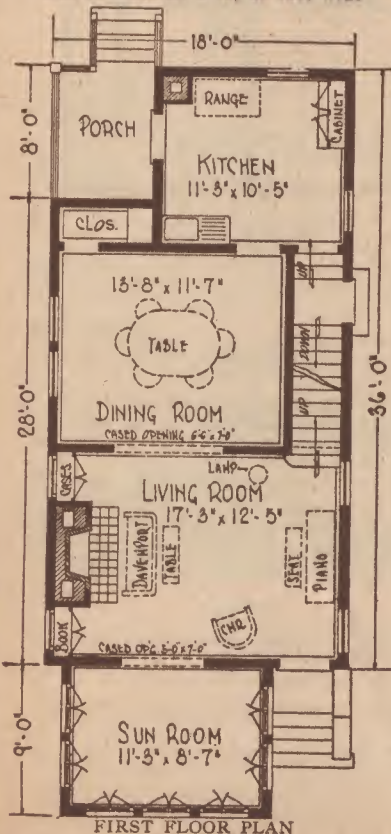 18'-0"
8'-0"
PORCH
RANGE
CABINET
KITCHEN
11'-3" x 10'-5"
CLOS.
UP
13'-8" x 11'-7"
TABLE
DOWN
36'-0"
28'-0"
UP
DINING ROOM
CASED OPENING 6'-6" x 7'-0"
LAMP
CASES
LIVING ROOM
17'-3" x 12'-5"
DAVENPORT
TABLE
SEAT
PIANO
BOOK
CHR.
CASED OP'G. 6'-0" x 7'-0"
9'-0"
SUN ROOM
11'-3" x 8'-7"
FIRST FLOOR PLAN